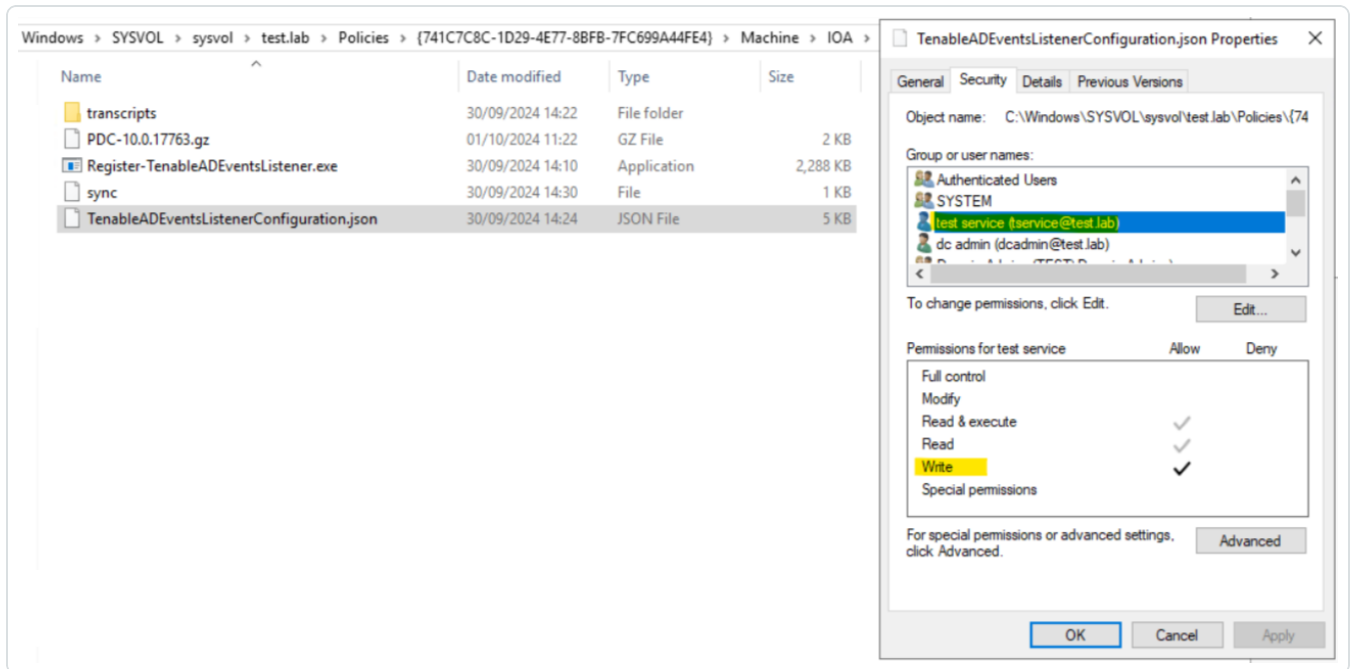 Windows > SYSVOL > sysvol > test.lab > Policies > {741C7C8C-1D29-4E77-8BFB-7FC699A44FE4} > Machine > IOA >
Name Date modified Type Size
transcripts 30/09/2024 14:22 File folder
PDC-10.0.17763.gz 01/10/2024 11:22 GZ File 2 KB
Register-TenableADEventsListener.exe 30/09/2024 14:10 Application 2,288 KB
sync 30/09/2024 14:30 File 1 KB
TenableADEventsListenerConfiguration.json 30/09/2024 14:24 JSON File 5 KB
TenableADEventsListenerConfiguration.json Properties
General Security Details Previous Versions
Object name: C:\Windows\SYSVOL\sysvol\test.lab\Policies\{74
Group or user names:
Authenticated Users
SYSTEM
test service (tservice@test.lab)
dc admin (dcadmin@test.lab)
To change permissions, click Edit.
Edit...
Permissions for test service Allow Deny
Full control
Modify
Read & execute
Read
Write
Special permissions
For special permissions or advanced settings,
click Advanced.
Advanced
OK Cancel Apply